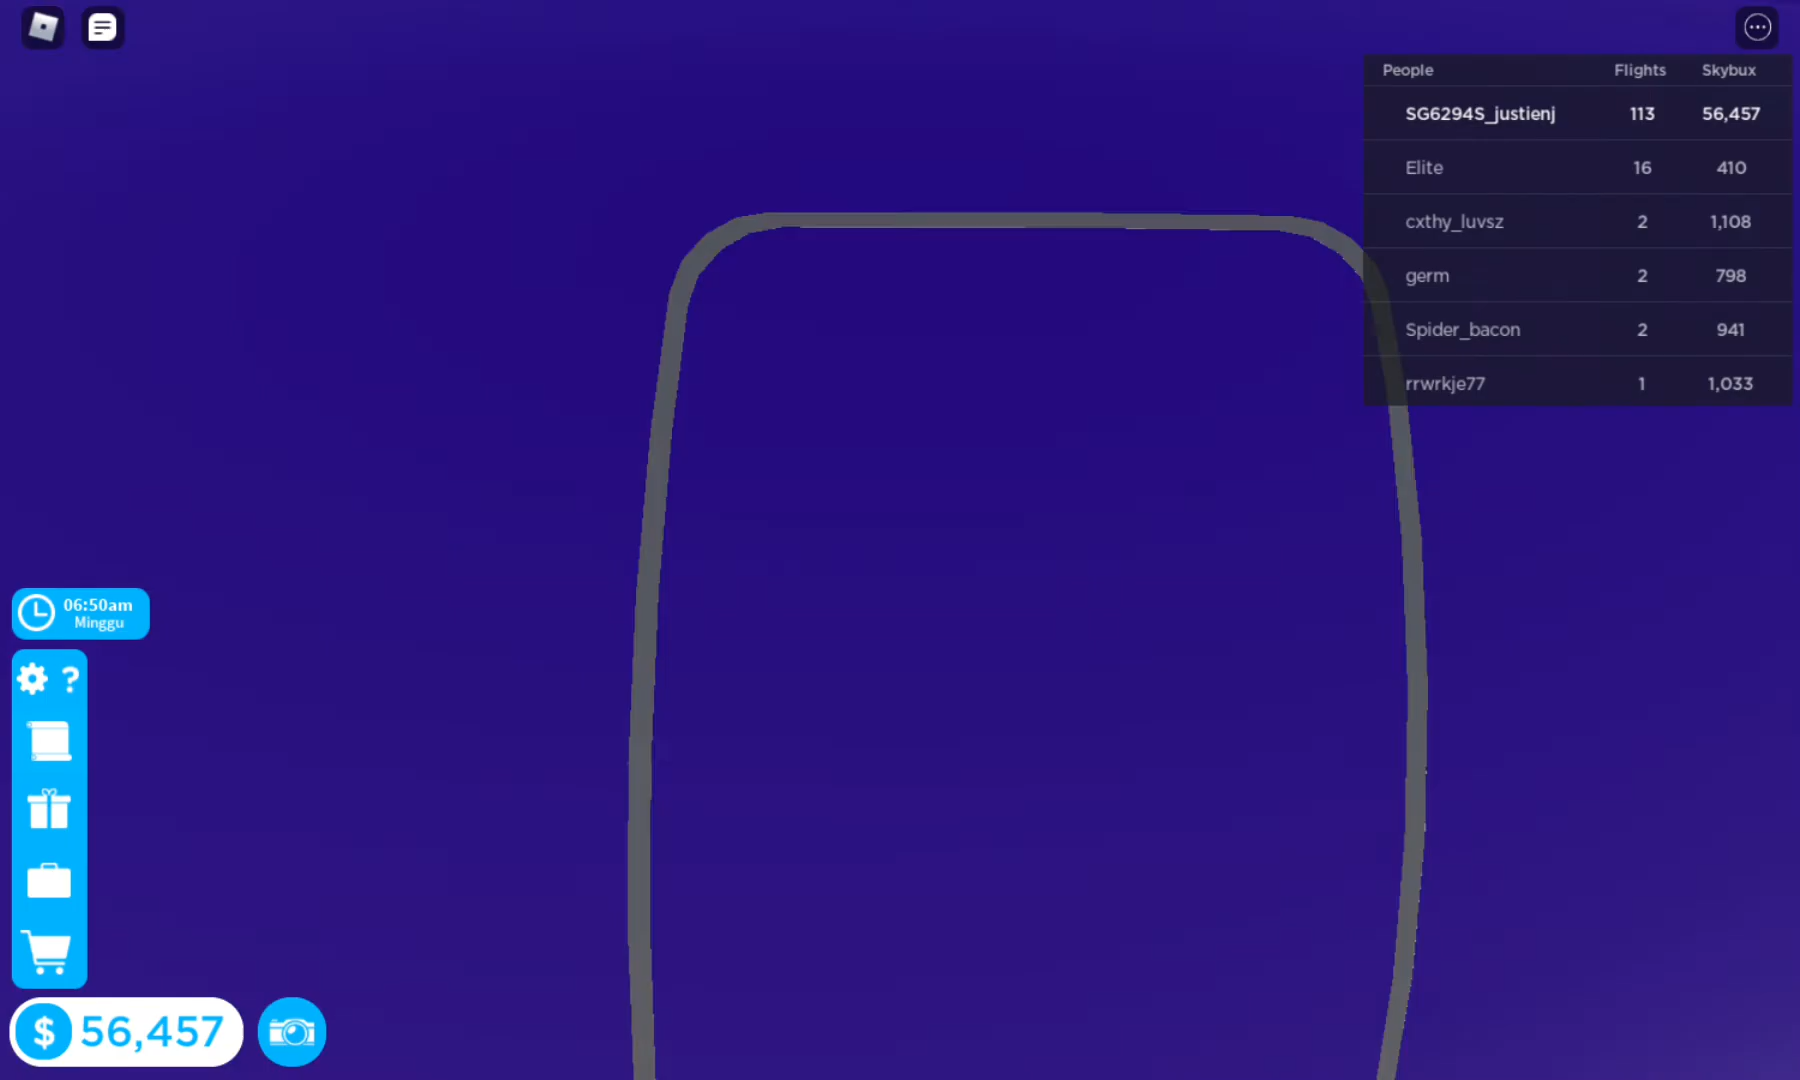 People Flights Skybux
SG6294S_justienj 113 56,457
Elite 16 410
cxthy_luvsz 2 1,108
germ 2 798
Spider_bacon 2 941
rrwrkje77 1 1,033
06:50am
Minggu
?
$ 56,457